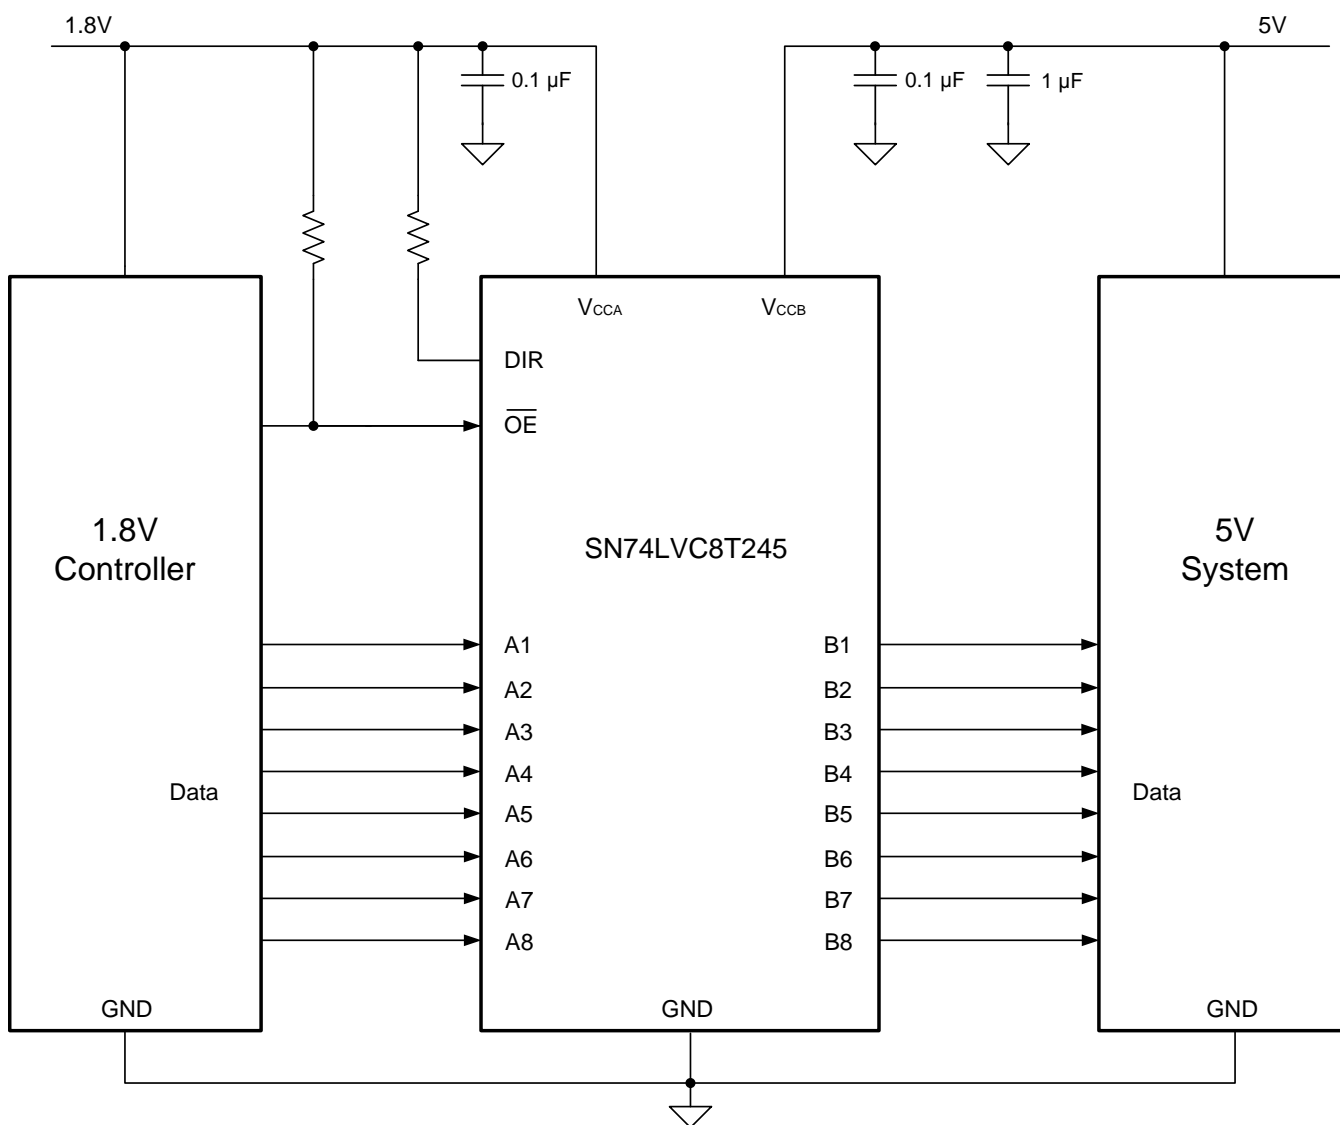 1.8V
5V
0.1 µF
0.1 µF
1 µF
VCCA
VCCB
DIR
OE
1.8V
Controller
SN74LVC8T245
5V
System
A1
B1
A2
B2
A3
B3
A4
B4
Data
Data
A5
B5
A6
B6
A7
B7
A8
B8
GND
GND
GND